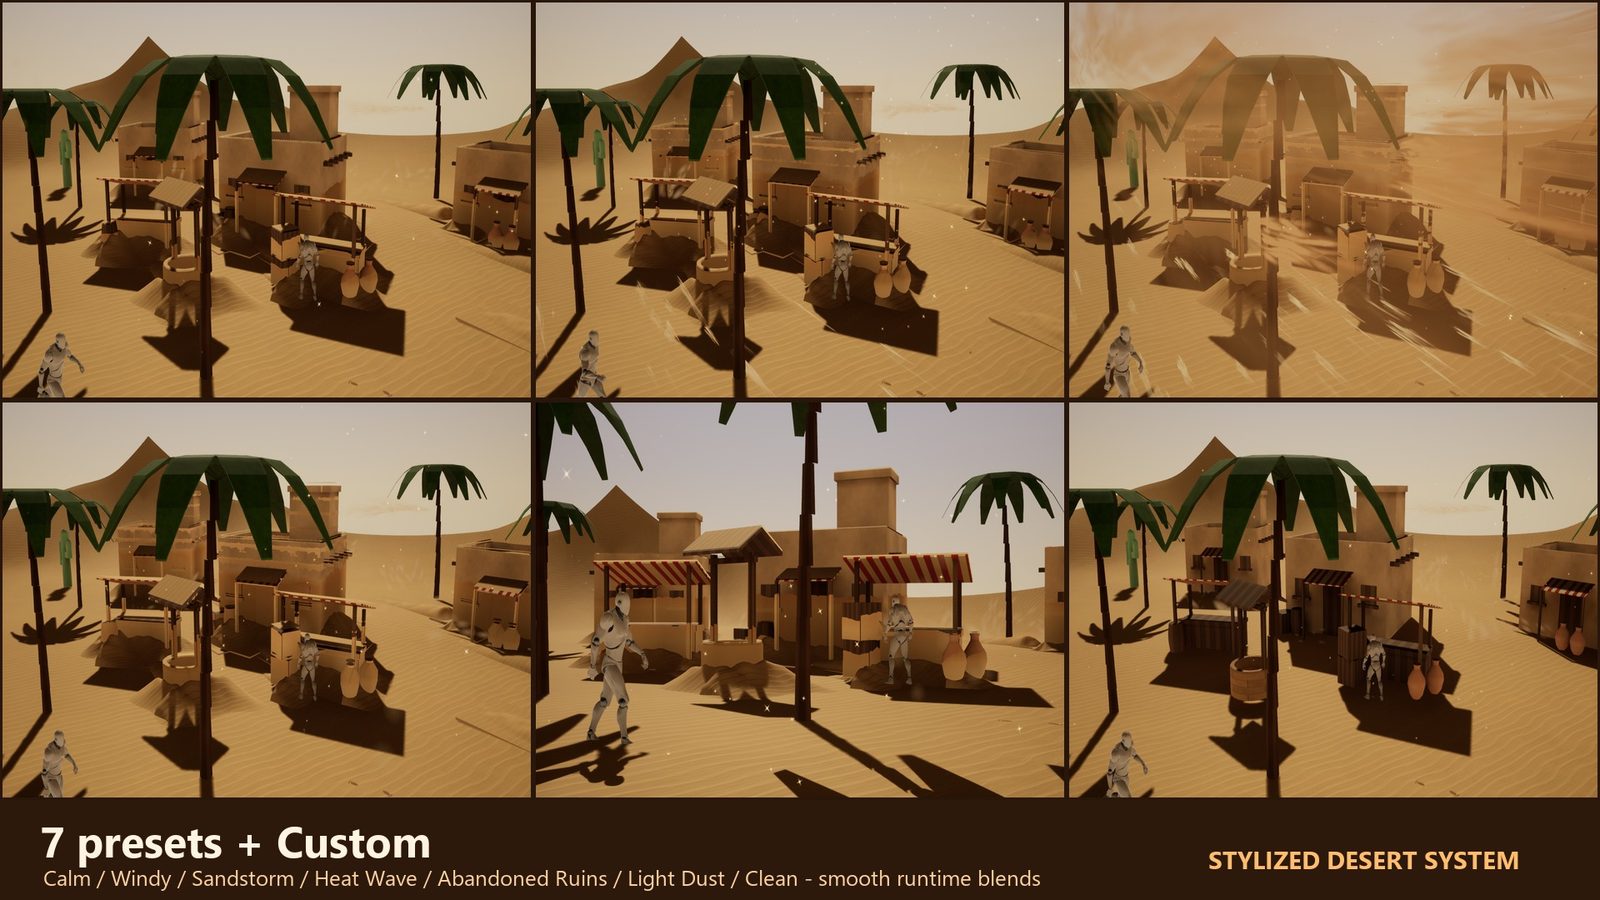 7 presets + Custom
Calm / Windy / Sandstorm / Heat Wave / Abandoned Ruins / Light Dust / Clean - smooth runtime blends
STYLIZED DESERT SYSTEM